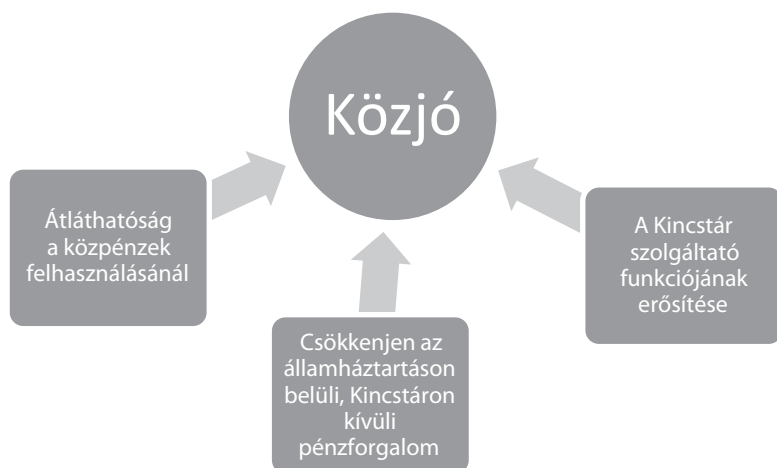 Közjó
Átláthatóság
a közpénzek
felhasználásánál
Csökkenjen az
államháztartáson
belüli, Kincstáron
kívüli
pénzforgalom
A Kincstár
szolgáltató
funkciójának
erősítése